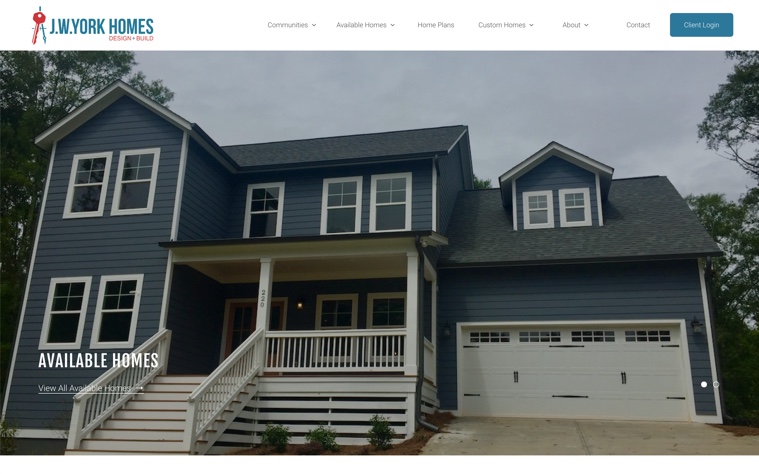 J.W.YORK HOMES
DESIGN • BUILD
Communities
Available Homes
Home Plans
Custom Homes
About
Contact
Client Login
220
AVAILABLE HOMES
View All Available Homes